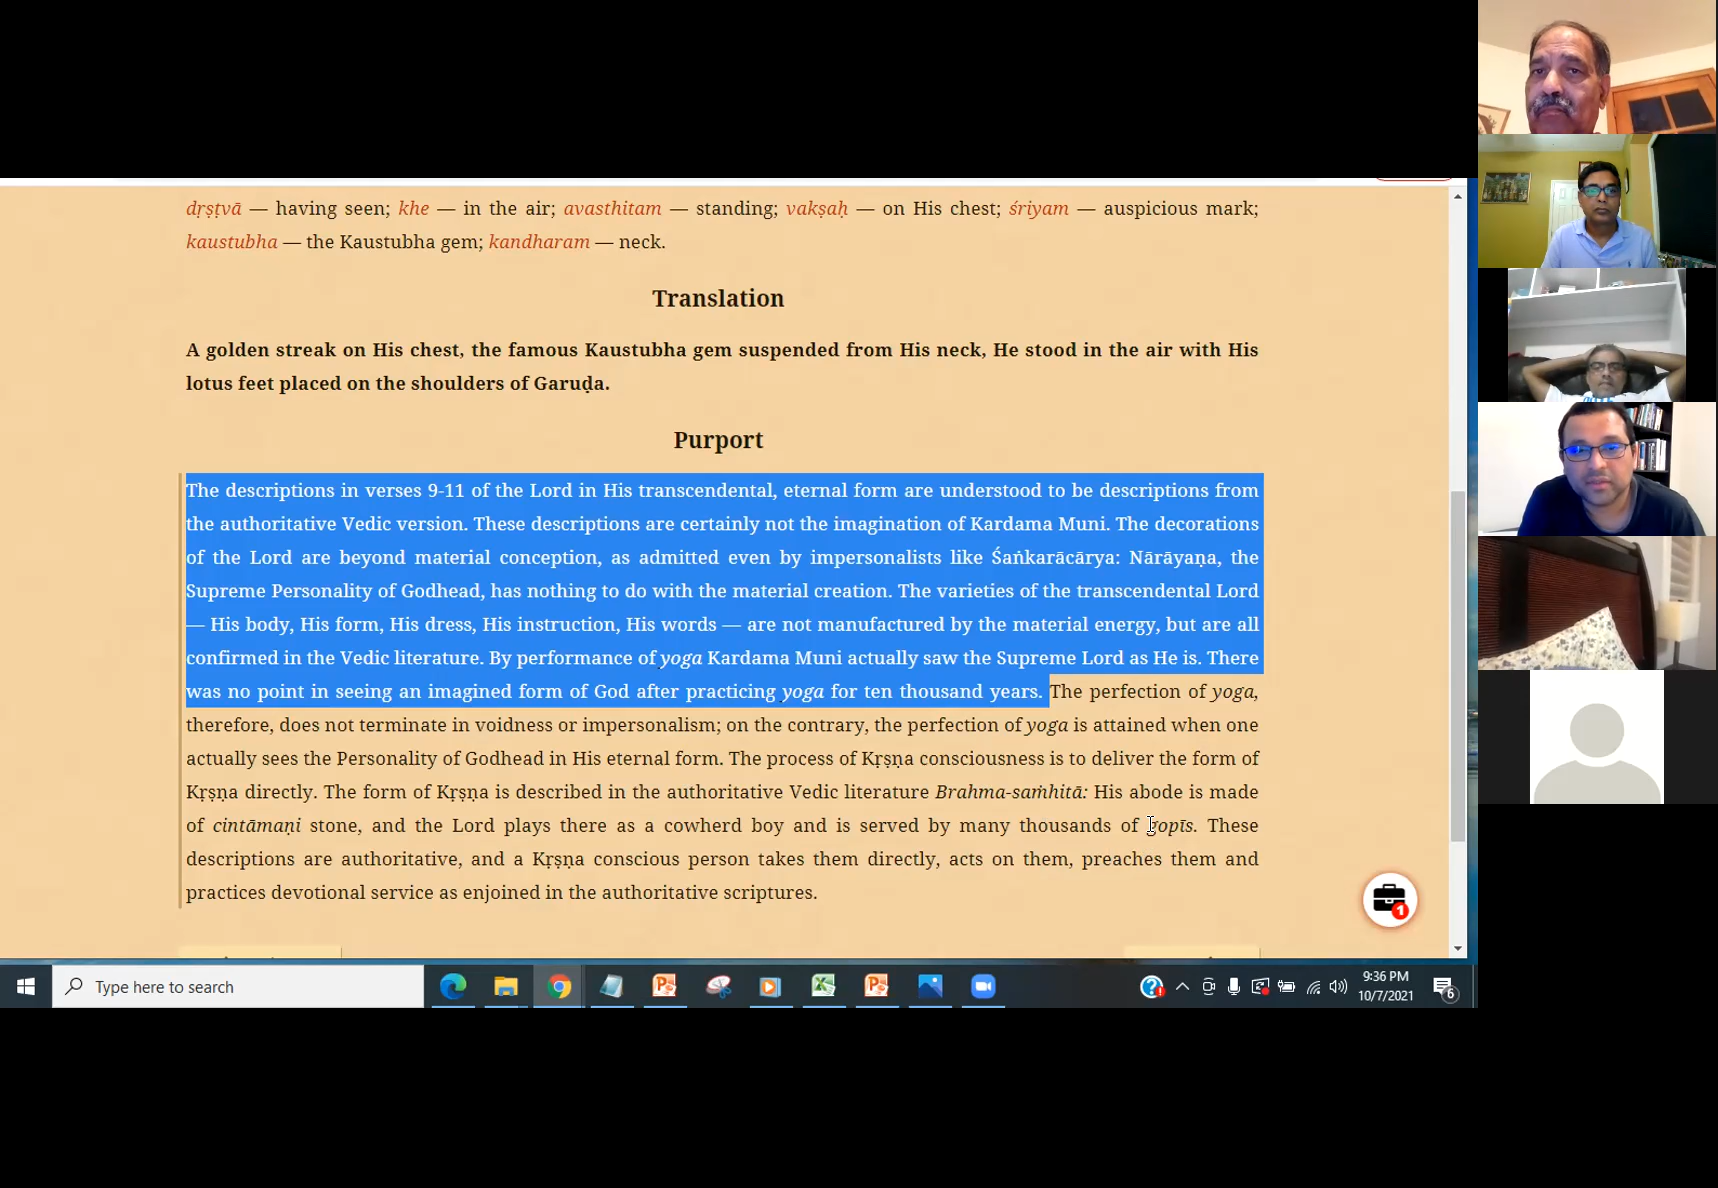 dṛṣṭvā — having seen; khe — in the air; avasthitam — standing; vakṣaḥ — on His chest; śriyam — auspicious mark;
kaustubha — the Kaustubha gem; kandharam — neck.
Translation
A golden streak on His chest, the famous Kaustubha gem suspended from His neck, He stood in the air with His
lotus feet placed on the shoulders of Garuḍa.
Purport
The descriptions in verses 9-11 of the Lord in His transcendental, eternal form are understood to be descriptions from
the authoritative Vedic version. These descriptions are certainly not the imagination of Kardama Muni. The decorations
of the Lord are beyond material conception, as admitted even by impersonalists like Śaṅkarācārya: Nārāyaṇa, the
Supreme Personality of Godhead, has nothing to do with the material creation. The varieties of the transcendental Lord
— His body, His form, His dress, His instruction, His words — are not manufactured by the material energy, but are all
confirmed in the Vedic literature. By performance of yoga Kardama Muni actually saw the Supreme Lord as He is. There
was no point in seeing an imagined form of God after practicing yoga for ten thousand years. The perfection of yoga,
therefore, does not terminate in voidness or impersonalism; on the contrary, the perfection of yoga is attained when one
actually sees the Personality of Godhead in His eternal form. The process of Kṛṣṇa consciousness is to deliver the form of
Kṛṣṇa directly. The form of Kṛṣṇa is described in the authoritative Vedic literature Brahma-saṁhitā: His abode is made
of cintāmaṇi stone, and the Lord plays there as a cowherd boy and is served by many thousands of gopīs. These
descriptions are authoritative, and a Kṛṣṇa conscious person takes them directly, acts on them, preaches them and
practices devotional service as enjoined in the authoritative scriptures.
1
Type here to search
9:36 PM
10/7/2021
6